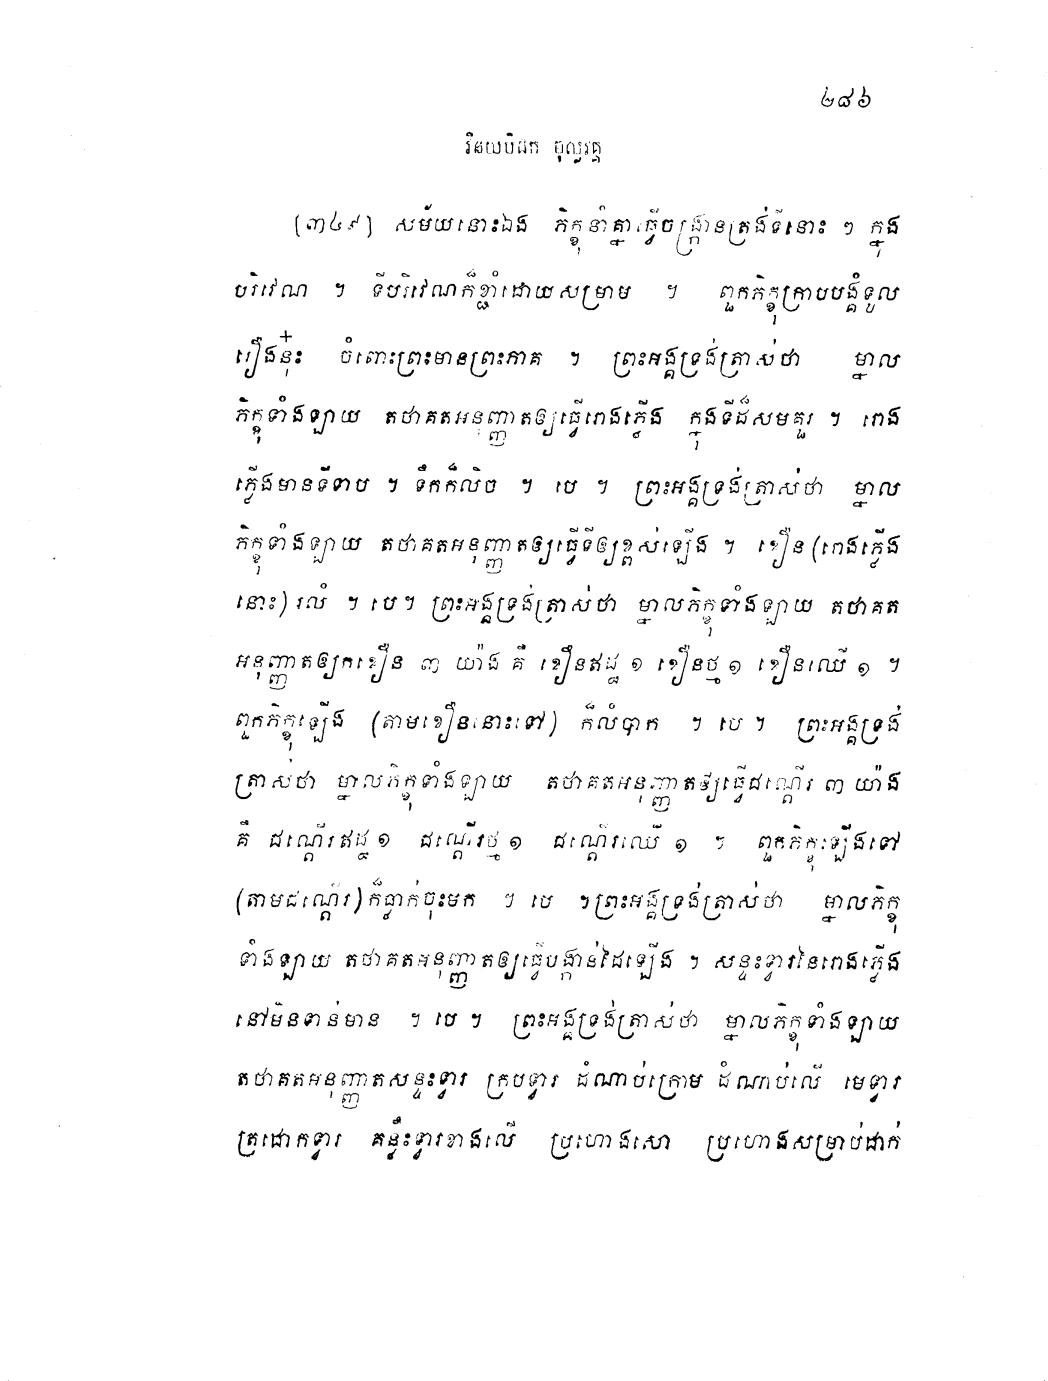 ២៨៦
វិនយបិដក ចុល្លវគ្គ
[៣៤៩] សម័យនោះឯង ភិក្ខុនាំគ្នាធ្វើចង្ក្រានត្រង់ទីនោះ ៗ ក្នុង
បរិវេណ ។ ទីបរិវេណក៏ខ្ជាំដោយសម្រាម ។ ពួកភិក្ខុក្រាបបង្គំទូល
រឿងនុ៎ះ ចំពោះព្រះមានព្រះភាគ ។ ព្រះអង្គទ្រង់ត្រាស់ថា ម្នាល
ភិក្ខុទាំងឡាយ តថាគតអនុញ្ញាតឲ្យធ្វើរោងភ្លើង ក្នុងទីដ៏សមគួរ ។ រោង
ភ្លើងមានទីទាប ។ ទឹកក៏លិច ។ បេ ។ ព្រះអង្គទ្រង់ត្រាស់ថា ម្នាល
ភិក្ខុទាំងឡាយ តថាគតអនុញ្ញាតឲ្យធ្វើទីឲ្យខ្ពស់ឡើង ។ ខឿន (រោងភ្លើង
នោះ) រលំ ។ បេ ។ ព្រះអង្គទ្រង់ត្រាស់ថា ម្នាលភិក្ខុទាំងឡាយ តថាគត
អនុញ្ញាតឲ្យកខឿន ៣ យ៉ាង គឺ ខឿនឥដ្ឋ ១ ខឿនថ្ម ១ ខឿនឈើ ១ ។
ពួកភិក្ខុឡើង (តាមខឿននោះទៅ) ក៏លំបាក ។ បេ ។ ព្រះអង្គទ្រង់
ត្រាស់ថា ម្នាលភិក្ខុទាំងឡាយ តថាគតអនុញ្ញាតឲ្យធ្វើជណ្តើរ ៣ យ៉ាង
គឺ ជណ្តើរឥដ្ឋ ១ ជណ្តើរថ្ម ១ ជណ្តើរឈើ ១ ។ ពួកភិក្ខុឡើងទៅ
(តាមជណ្តើរ) ក៏ធ្លាក់ចុះមក ។ បេ ។ ព្រះអង្គទ្រង់ត្រាស់ថា ម្នាលភិក្ខុ
ទាំងឡាយ តថាគតអនុញ្ញាតឲ្យធ្វើបង្កាន់ដៃឡើង ។ សន្ទះទ្វារនៃរោងភ្លើង
នៅមិនទាន់មាន ។ បេ ។ ព្រះអង្គទ្រង់ត្រាស់ថា ម្នាលភិក្ខុទាំងឡាយ
តថាគតអនុញ្ញាតសន្ទះទ្វារ ក្របទ្វារ ដំណាប់ក្រោម ដំណាប់លើ មេទ្វារ
ត្រដោកទ្វារ គន្លឹះទ្វារខាងលើ ប្រហោងសោ ប្រហោងសម្រាប់ដាក់